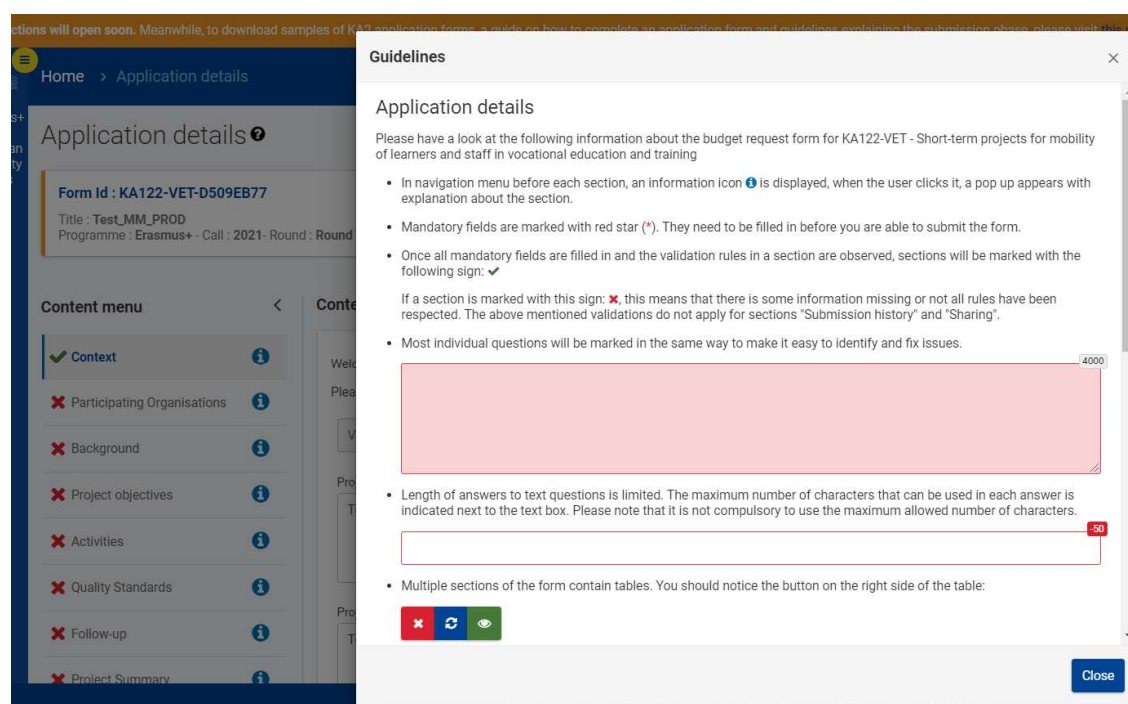 ctions will open soon. Meanwhile, to download samples of KA2 application forms, a guide on how to complete an application form and guidelines explaining the submission phase, please visit this
Home > Application details
s+
an
ty
Application details
Form Id : KA122-VET-D509EB77
Title : Test_MM_PROD
Programme : Erasmus+ - Call : 2021- Round : Round
Content menu
Conte
Context
Participating Organisations
Background
Project objectives
Activities
Quality Standards
Follow-up
Project Summary
Welc
Plea
V
Pro
T
Pro
T
Guidelines
Application details
Please have a look at the following information about the budget request form for KA122-VET - Short-term projects for mobility
of learners and staff in vocational education and training
• In navigation menu before each section, an information icon is displayed, when the user clicks it, a pop up appears with
explanation about the section.
• Mandatory fields are marked with red star (*). They need to be filled in before you are able to submit the form.
• Once all mandatory fields are filled in and the validation rules in a section are observed, sections will be marked with the
following sign: ✔
If a section is marked with this sign: ✖, this means that there is some information missing or not all rules have been
respected. The above mentioned validations do not apply for sections "Submission history" and "Sharing".
• Most individual questions will be marked in the same way to make it easy to identify and fix issues.
4000
• Length of answers to text questions is limited. The maximum number of characters that can be used in each answer is
indicated next to the text box. Please note that it is not compulsory to use the maximum allowed number of characters.
-50
• Multiple sections of the form contain tables. You should notice the button on the right side of the table:
Close